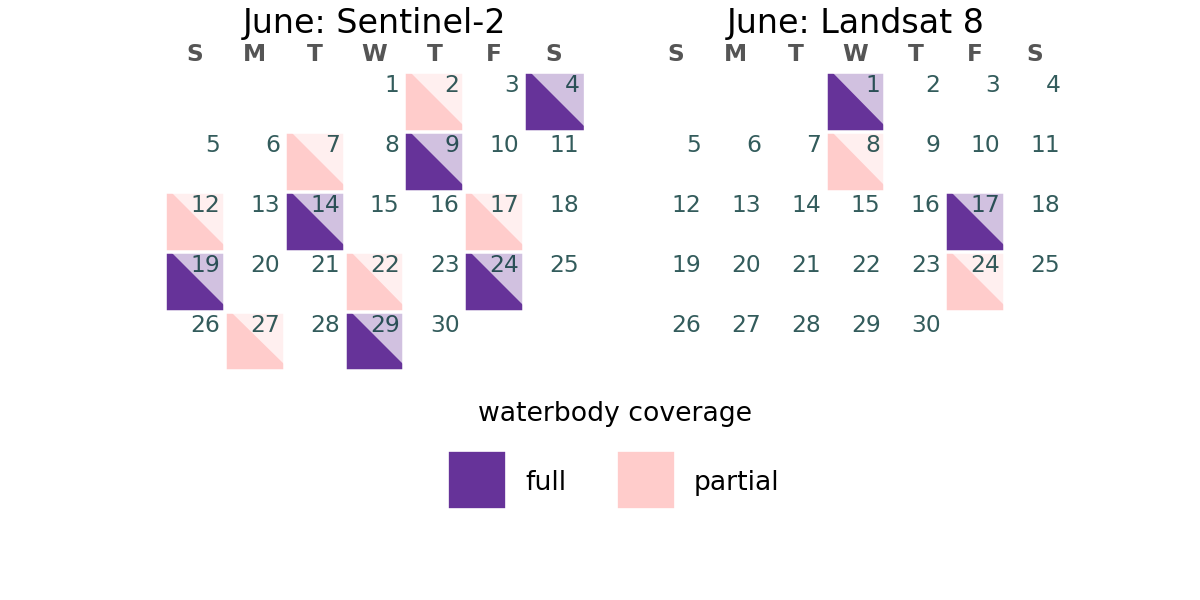 June: Sentinel-2
S M T W T F S
1 2 3 4
5 6 7 8 9 10 11
12 13 14 15 16 17 18
19 20 21 22 23 24 25
26 27 28 29 30
June: Landsat 8
S M T W T F S
1 2 3 4
5 6 7 8 9 10 11
12 13 14 15 16 17 18
19 20 21 22 23 24 25
26 27 28 29 30
waterbody coverage
full partial